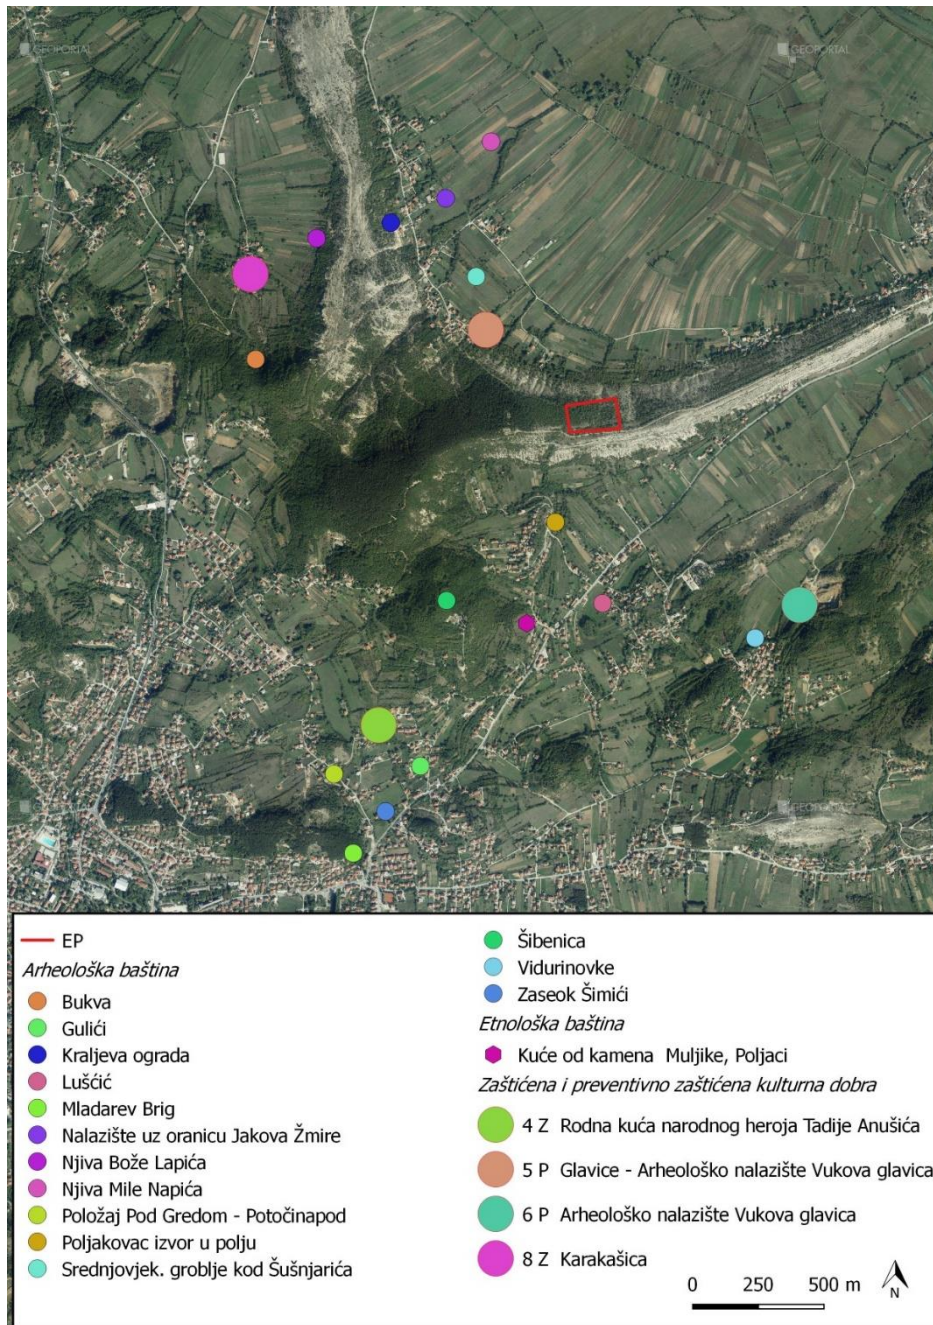 GEOPORTAL
GEOPORTAL
GEOPORTAL
EP
Arheološka baština
Bukva
Gulići
Kraljeva ograda
Lušćić
Mladarev Brig
Nalazište uz oranicu Jakova Žmire
Njiva Bože Lapića
Njiva Mile Napića
Položaj Pod Gredom - Potočinapod
Poljakovac izvor u polju
Srednjovjek. groblje kod Šušnjarića
Šibenica
Vidurinovke
Zaseok Šimići
Etnološka baština
Kuće od kamena Muljike, Poljaci
Zaštićena i preventivno zaštićena kulturna dobra
4 Z Rodna kuća narodnog heroja Tadije Anušića
5 P Glavice - Arheološko nalazište Vukova glavica
6 P Arheološko nalazište Vukova glavica
8 Z Karakašica
0 250 500 m
N